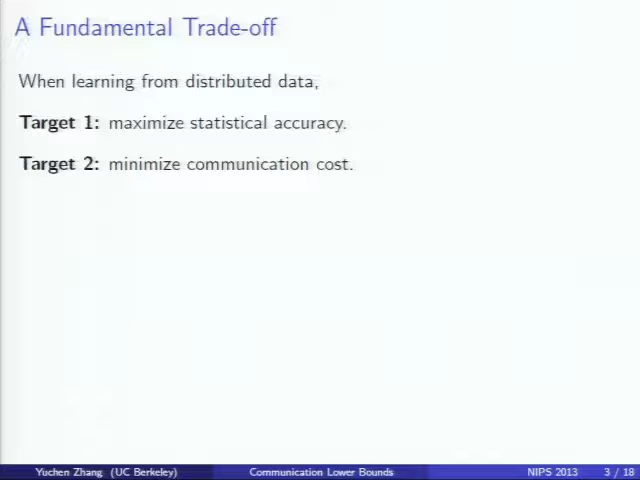 A Fundamental Trade-off
When learning from distributed data,
Target 1: maximize statistical accuracy.
Target 2: minimize communication cost.
Yuchen Zhang (UC Berkeley) Communication Lower Bounds NIPS 2013 3 / 18